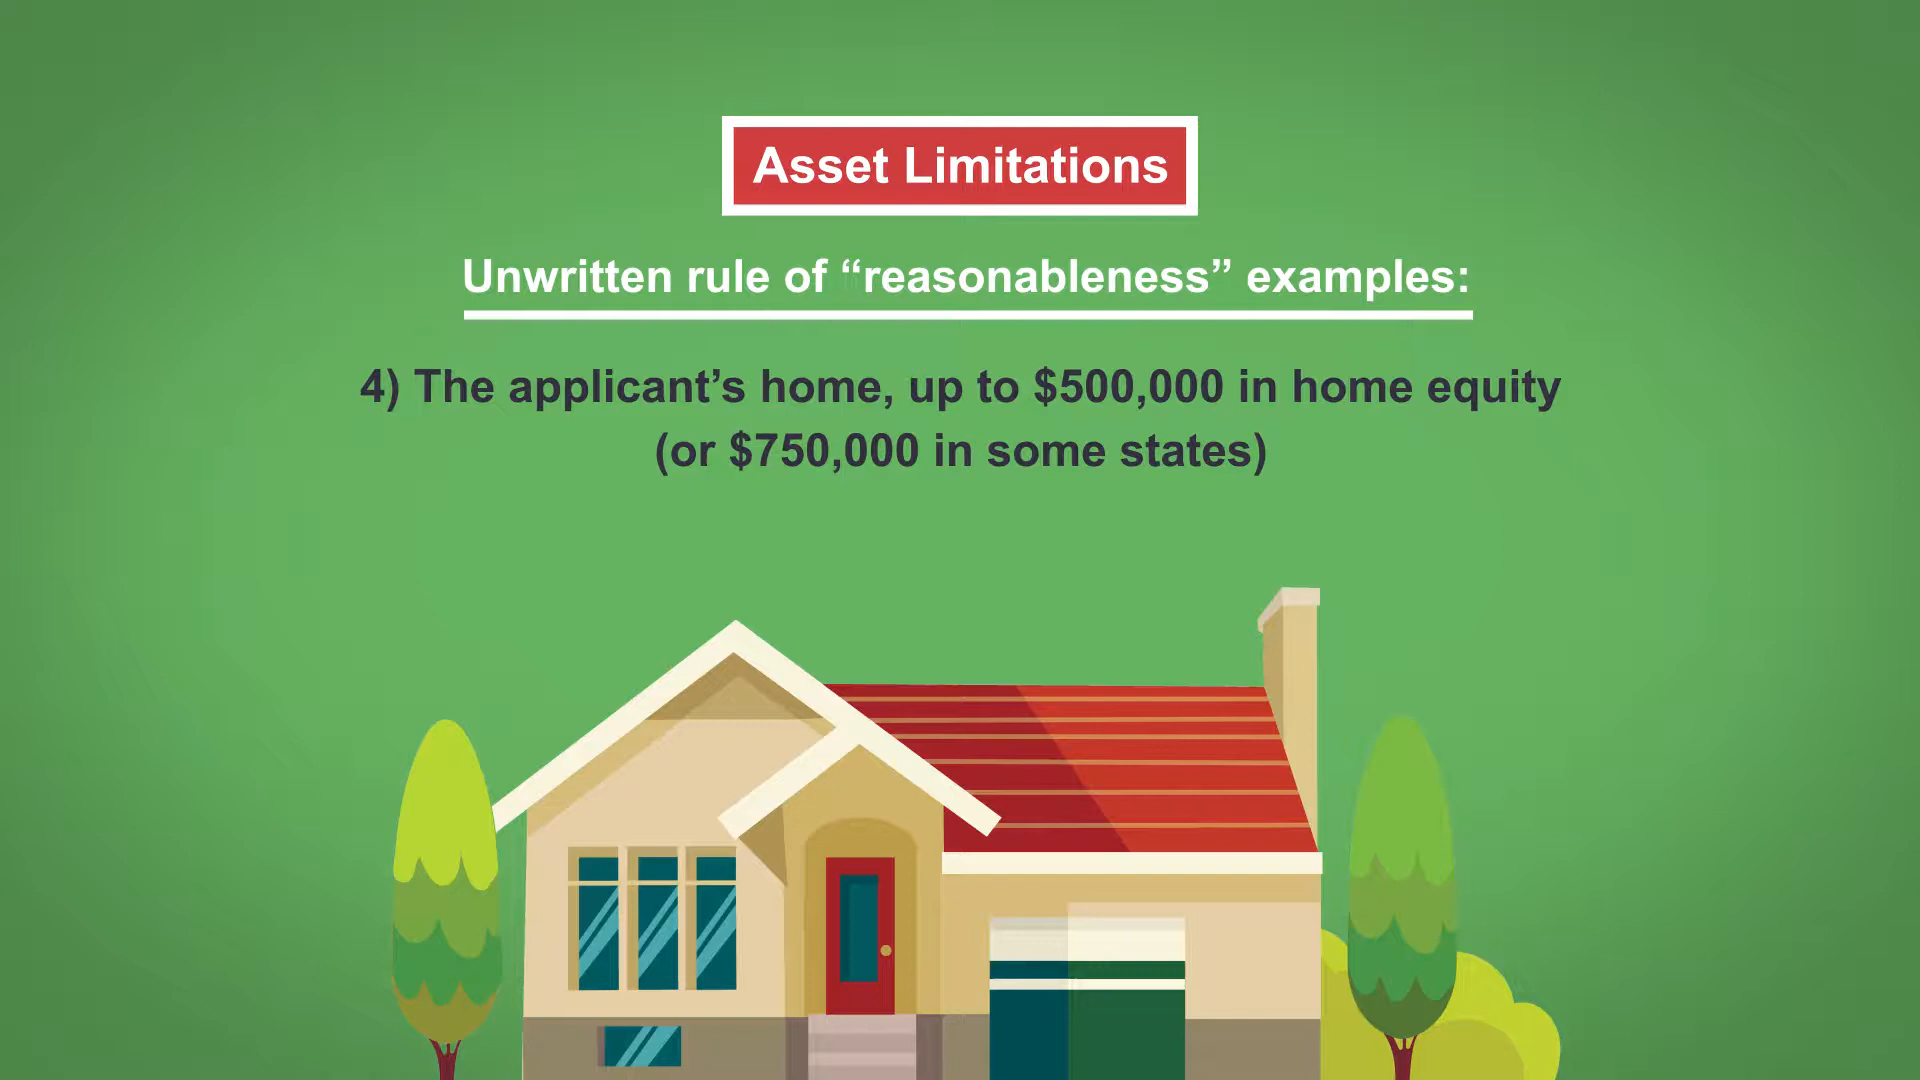 Asset Limitations
Unwritten rule of “reasonableness” examples:
4) The applicant’s home, up to $500,000 in home equity
(or $750,000 in some states)